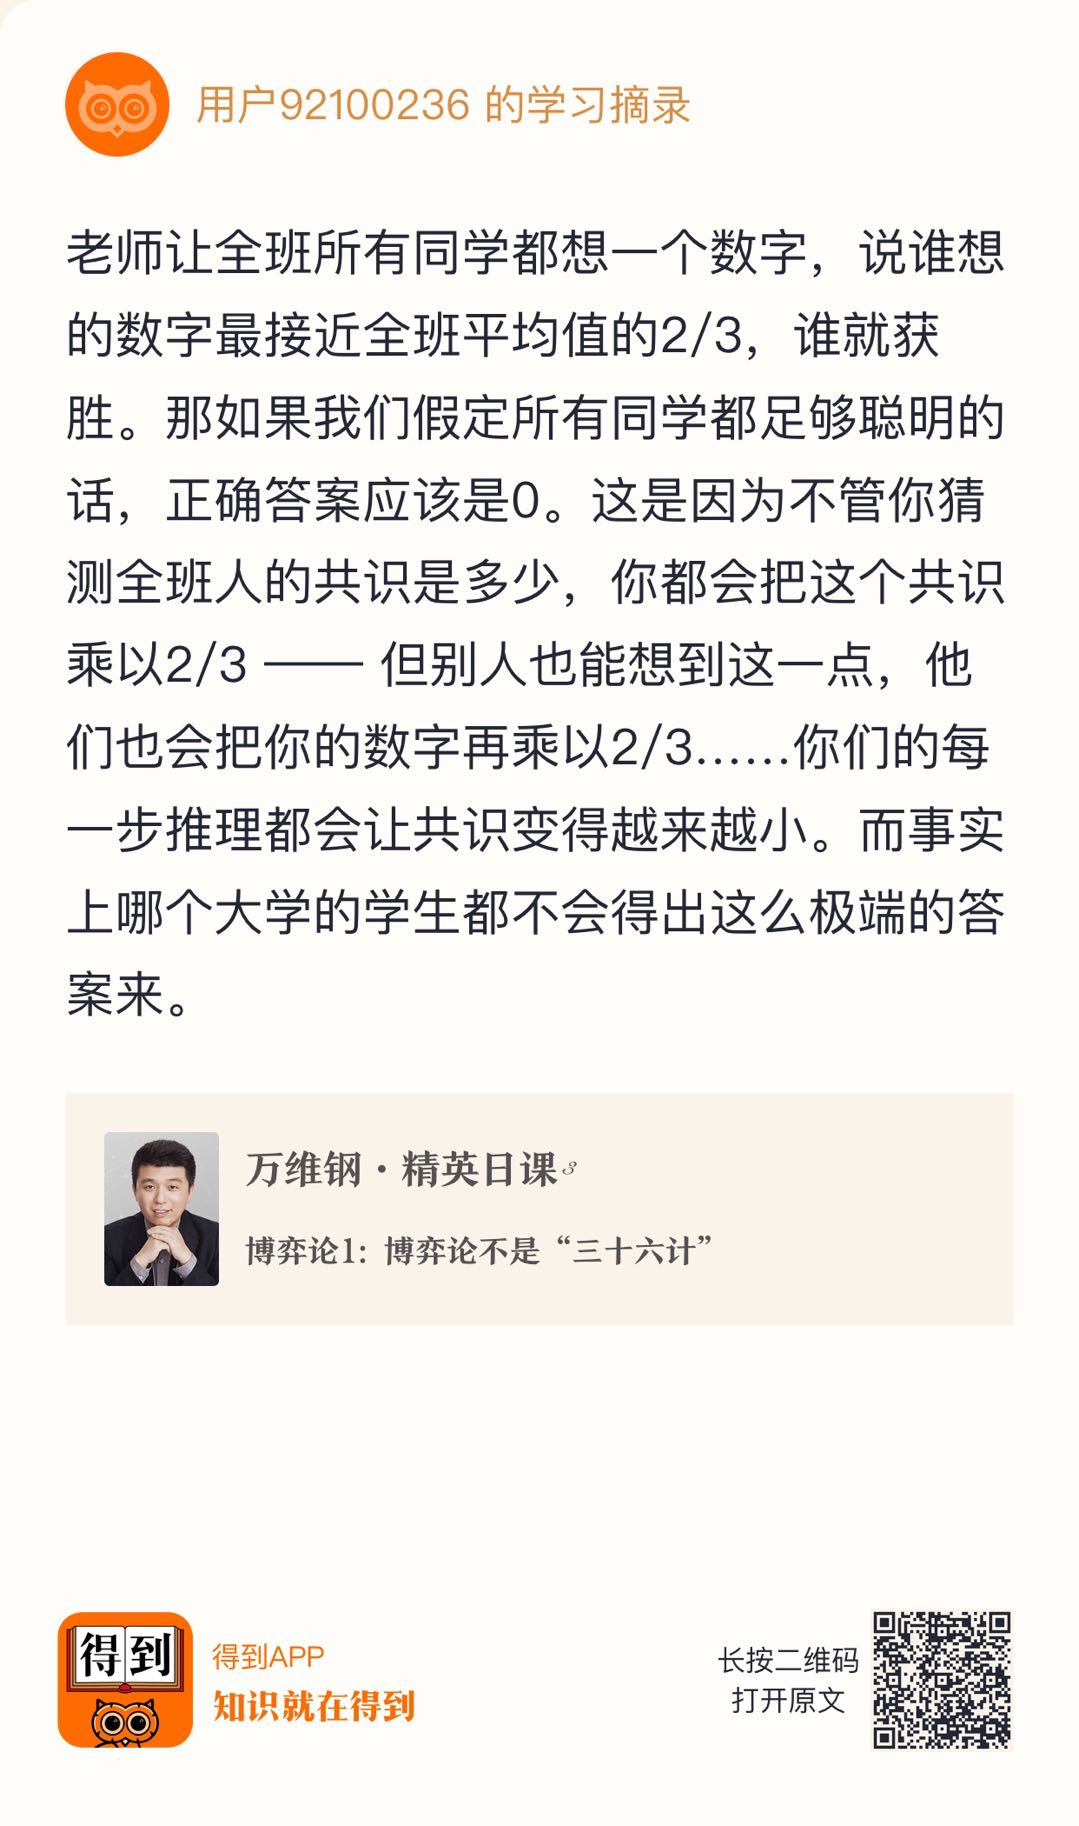 用户92100236 的学习摘录
老师让全班所有同学都想一个数字，说谁想
的数字最接近全班平均值的2/3，谁就获
胜。那如果我们假定所有同学都足够聪明的
话，正确答案应该是0。这是因为不管你猜
测全班人的共识是多少，你都会把这个共识
乘以2/3 —— 但别人也能想到这一点，他
们也会把你的数字再乘以2/3……你们的每
一步推理都会让共识变得越来越小。而事实
上哪个大学的学生都不会得出这么极端的答
案来。
万维钢·精英日课3
博弈论1：博弈论不是“三十六计”
得到
得到APP
知识就在得到
长按二维码
打开原文